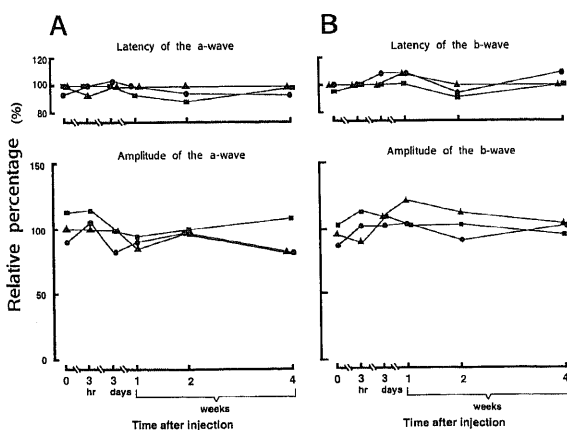 A
B
Latency of the a-wave
Latency of the b-wave
120
100
80
(%)
Amplitude of the a-wave
Amplitude of the b-wave
150
100
50
0
Relative percentage
0 3 3 1 2 4
hr days
weeks
Time after injection
0 3 3 1 2 4
hr days
weeks
Time after injection